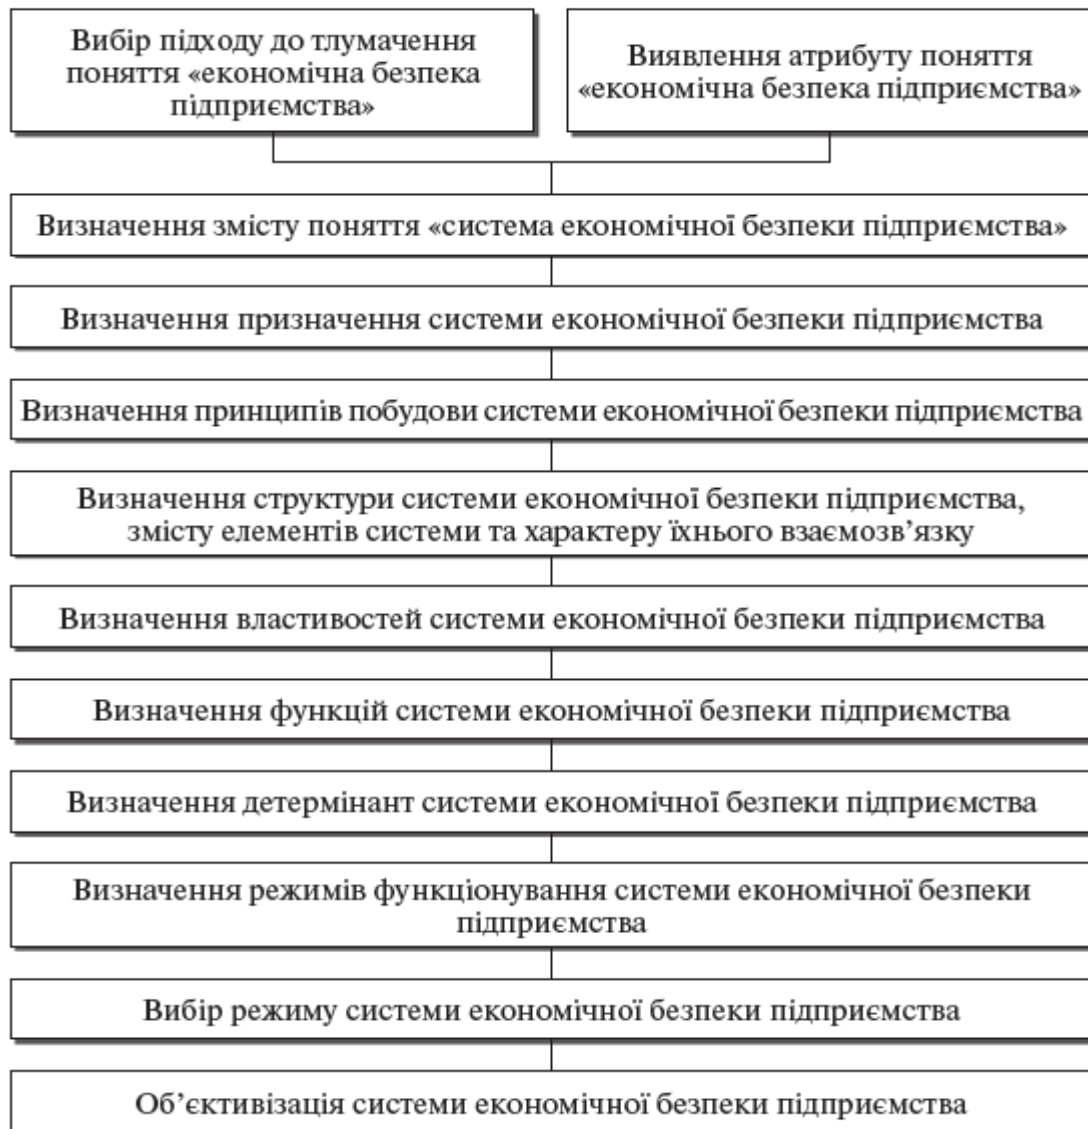 Вибір підходу до тлумачення
поняття «економічна безпека
підприємства»
Виявлення атрибуту поняття
«економічна безпека підприємства»
Визначення змісту поняття «система економічної безпеки підприємства»
Визначення призначення системи економічної безпеки підприємства
Визначення принципів побудови системи економічної безпеки підприємства
Визначення структури системи економічної безпеки підприємства,
змісту елементів системи та характеру їхнього взаємозв’язку
Визначення властивостей системи економічної безпеки підприємства
Визначення функцій системи економічної безпеки підприємства
Визначення детермінант системи економічної безпеки підприємства
Визначення режимів функціонування системи економічної безпеки
підприємства
Вибір режиму системи економічної безпеки підприємства
Об’єктивізація системи економічної безпеки підприємства